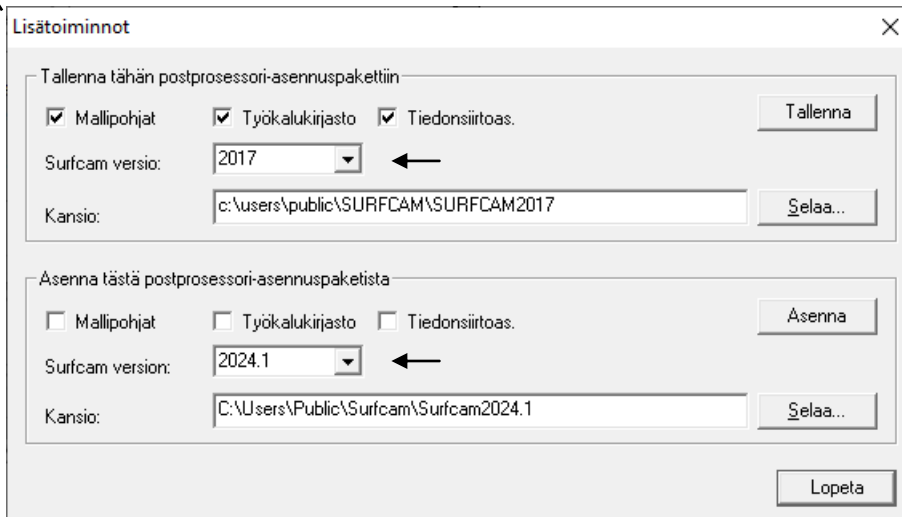 Lisätoiminnot
Tallenna tähän postprosessori-asennuspakettiin
Mallipohjat Työkalukirjasto Tiedonsiirtoas. Tallenna
Surfcam versio: 2017
Kansio: c:\users\public\SURFCAM\SURFCAM2017 Selaa...
Asenna tästä postprosessori-asennuspaketista
Mallipohjat Työkalukirjasto Tiedonsiirtoas. Asenna
Surfcam version: 2024.1
Kansio: C:\Users\Public\Surfcam\Surfcam2024.1 Selaa...
Lopeta